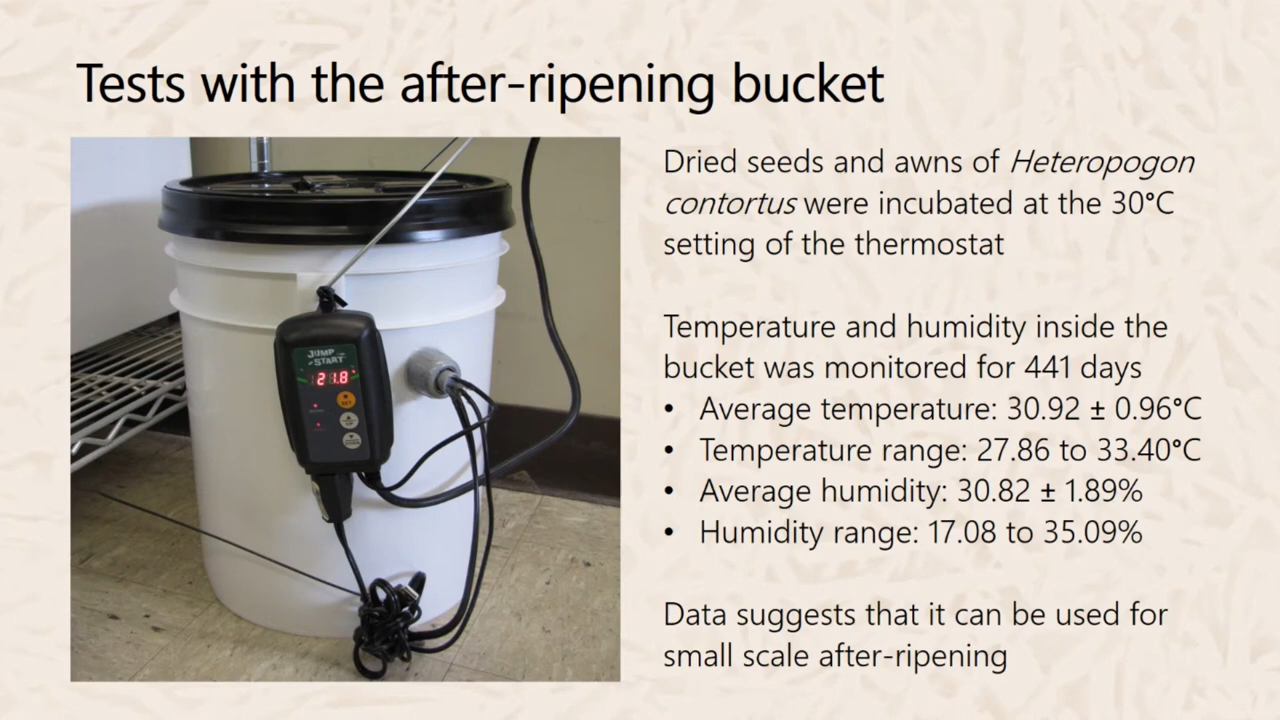 Tests with the after-ripening bucket
Dried seeds and awns of Heteropogon
contortus were incubated at the 30°C
setting of the thermostat
Temperature and humidity inside the
bucket was monitored for 441 days
• Average temperature: 30.92 ± 0.96°C
• Temperature range: 27.86 to 33.40°C
• Average humidity: 30.82 ± 1.89%
• Humidity range: 17.08 to 35.09%
Data suggests that it can be used for
small scale after-ripening
JUMP
START
21.8
SET